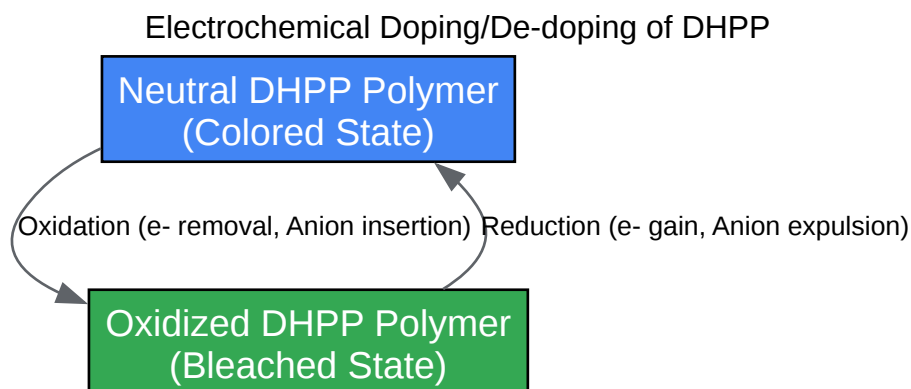 Electrochemical Doping/De-doping of DHPP
Neutral DHPP Polymer
(Colored State)
Oxidation (e- removal, Anion insertion)
Reduction (e- gain, Anion expulsion)
Oxidized DHPP Polymer
(Bleached State)